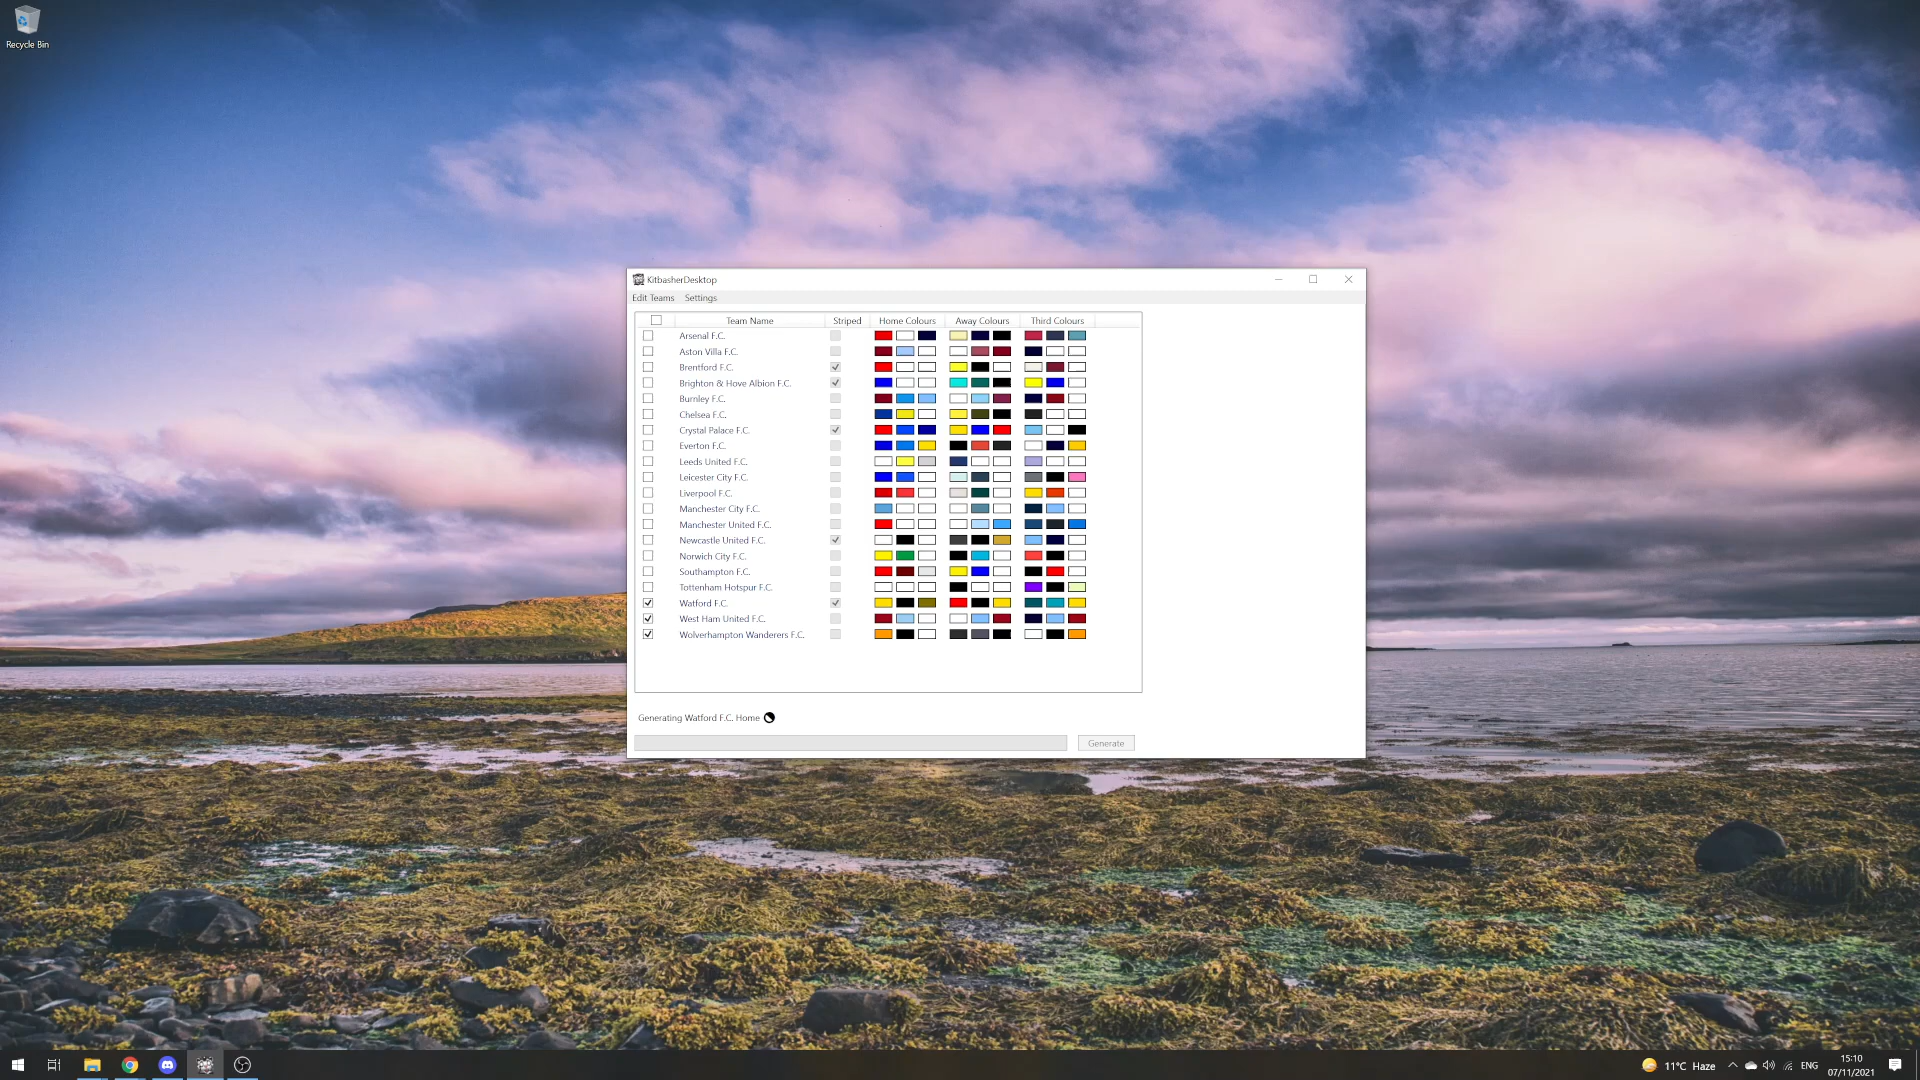 Recycle Bin
KitbasherDesktop
Edit Teams Settings
Team Name Striped Home Colours Away Colours Third Colours
Arsenal F.C.
Aston Villa F.C.
Brentford F.C.
Brighton & Hove Albion F.C.
Burnley F.C.
Chelsea F.C.
Crystal Palace F.C.
Everton F.C.
Leeds United F.C.
Leicester City F.C.
Liverpool F.C.
Manchester City F.C.
Manchester United F.C.
Newcastle United F.C.
Norwich City F.C.
Southampton F.C.
Tottenham Hotspur F.C.
Watford F.C.
West Ham United F.C.
Wolverhampton Wanderers F.C.
Generating Watford F.C. Home
Generate
11°C Haze ENG 15:10
07/11/2021